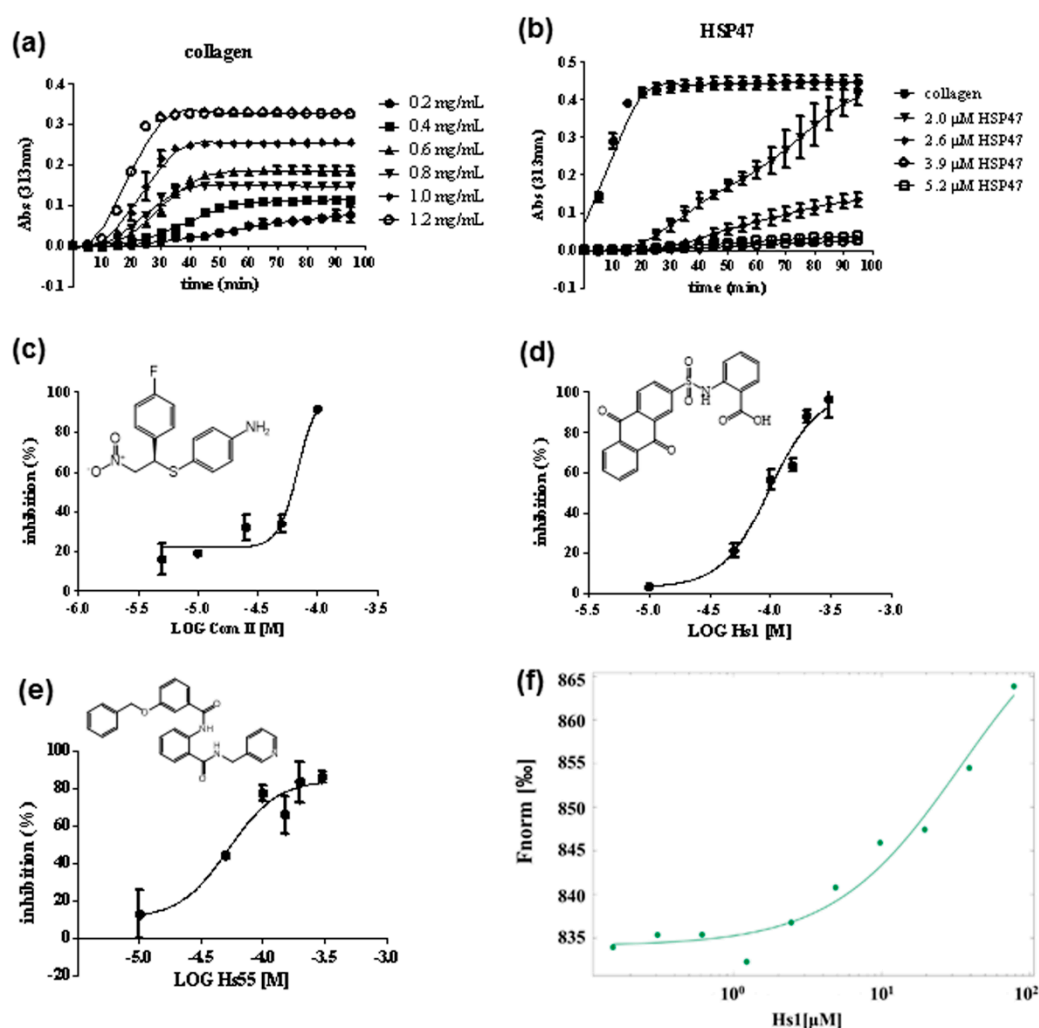 (a)
collagen
Abs (313nm)
0.4
0.3
0.2
0.1
0.0
-0.1
10 20 30 40 50 60 70 80 90 100
time (min)
0.2 mg/mL
0.4 mg/mL
0.6 mg/mL
0.8 mg/mL
1.0 mg/mL
1.2 mg/mL
(b)
HSP47
Abs (313nm)
0.5
0.4
0.3
0.2
0.1
0.0
-0.1
10 20 30 40 50 60 70 80 90 100
time (min)
collagen
2.0 µM HSP47
2.6 µM HSP47
3.9 µM HSP47
5.2 µM HSP47
(c)
inhibition (%)
100
80
60
40
20
0
-6.0 -5.5 -5.0 -4.5 -4.0 -3.5
LOG Com II [M]
F
O
N+
-O
S
NH2
(d)
inhibition (%)
100
80
60
40
20
0
-5.5 -5.0 -4.5 -4.0 -3.5 -3.0
LOG Hs1 [M]
O
O
S
O
O
N
H
O
OH
(e)
inhibition (%)
100
80
60
40
20
0
-20
-5.0 -4.5 -4.0 -3.5 -3.0
LOG Hs55 [M]
O
O
NH
H
N
O
N
(f)
Fnorm [‰]
865
860
855
850
845
840
835
10⁰ 10¹ 10²
Hs1[µM]